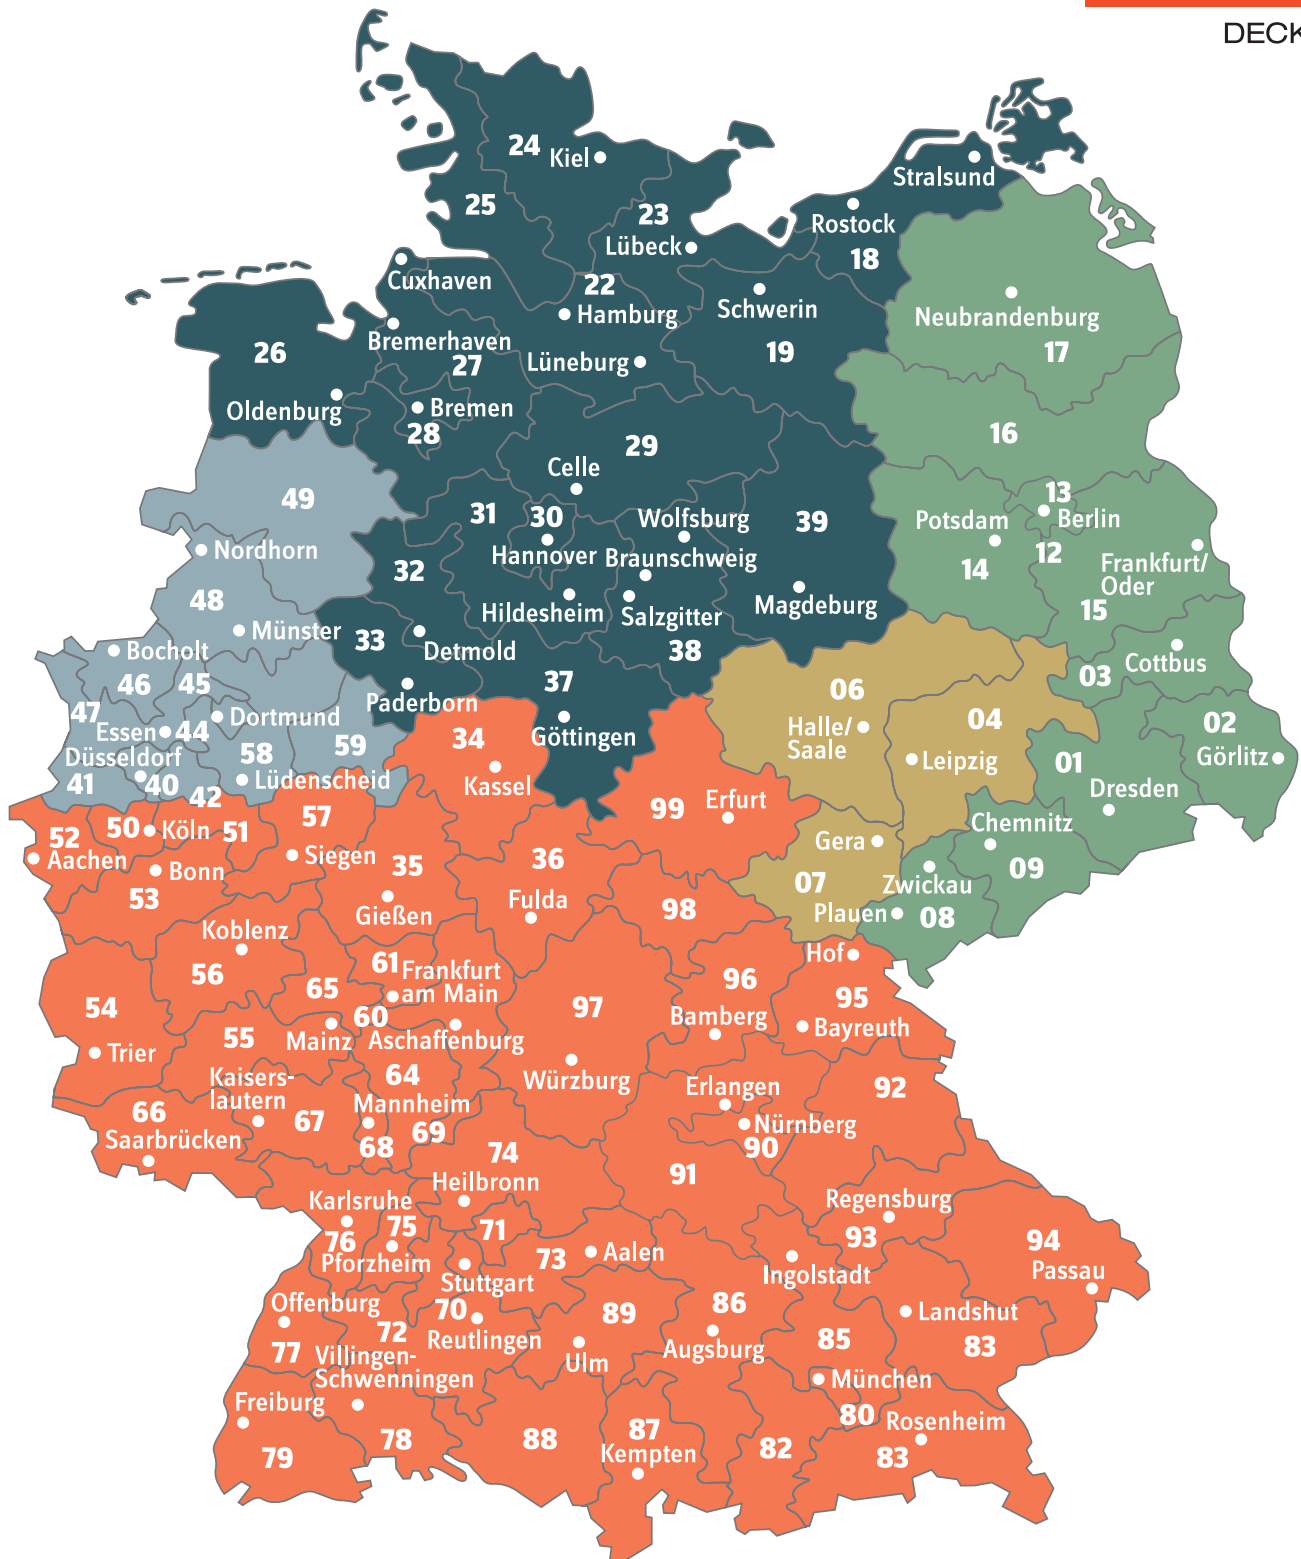 DECK
24
Kiel
Stralsund
25
23
Rostock
Lübeck
18
Cuxhaven
22
Schwerin
Neubrandenburg
Hamburg
Bremerhaven
26
27
Lüneburg
19
17
Oldenburg
Bremen
28
29
16
Celle
49
31
30
Wolfsburg
39
13
Potsdam
Berlin
Nordhorn
Hannover
Braunschweig
12
32
14
Frankfurt/
Oder
48
Hildesheim
Salzgitter
Magdeburg
15
Münster
33
Detmold
38
Bocholt
03
Cottbus
46
45
37
06
47
Paderborn
04
02
Essen
44
Dortmund
34
Göttingen
Halle/
Saale
Düsseldorf
58
59
Leipzig
01
Görlitz
41
40
42
Lüdenscheid
Kassel
Dresden
52
50
Köln
51
57
99
Erfurt
Chemnitz
Aachen
Siegen
36
Gera
Bonn
35
09
53
Fulda
07
Zwickau
Gießen
98
Plauen
08
Koblenz
Hof
56
61
Frankfurt
am Main
96
54
65
97
95
60
Bamberg
Bayreuth
55
Mainz
Aschaffenburg
Trier
64
Würzburg
Kaisers-
lautern
Erlangen
92
66
67
Mannheim
Nürnberg
Saarbrücken
68
69
74
90
91
Heilbronn
Karlsruhe
Regensburg
75
71
93
76
94
Pforzheim
73
Aalen
Ingolstadt
Passau
Stuttgart
Offenburg
70
89
86
Landshut
72
Reutlingen
85
83
77
Villingen-
Schwenningen
Ulm
Augsburg
München
Freiburg
80
Rosenheim
79
78
88
87
Kempten
82
83